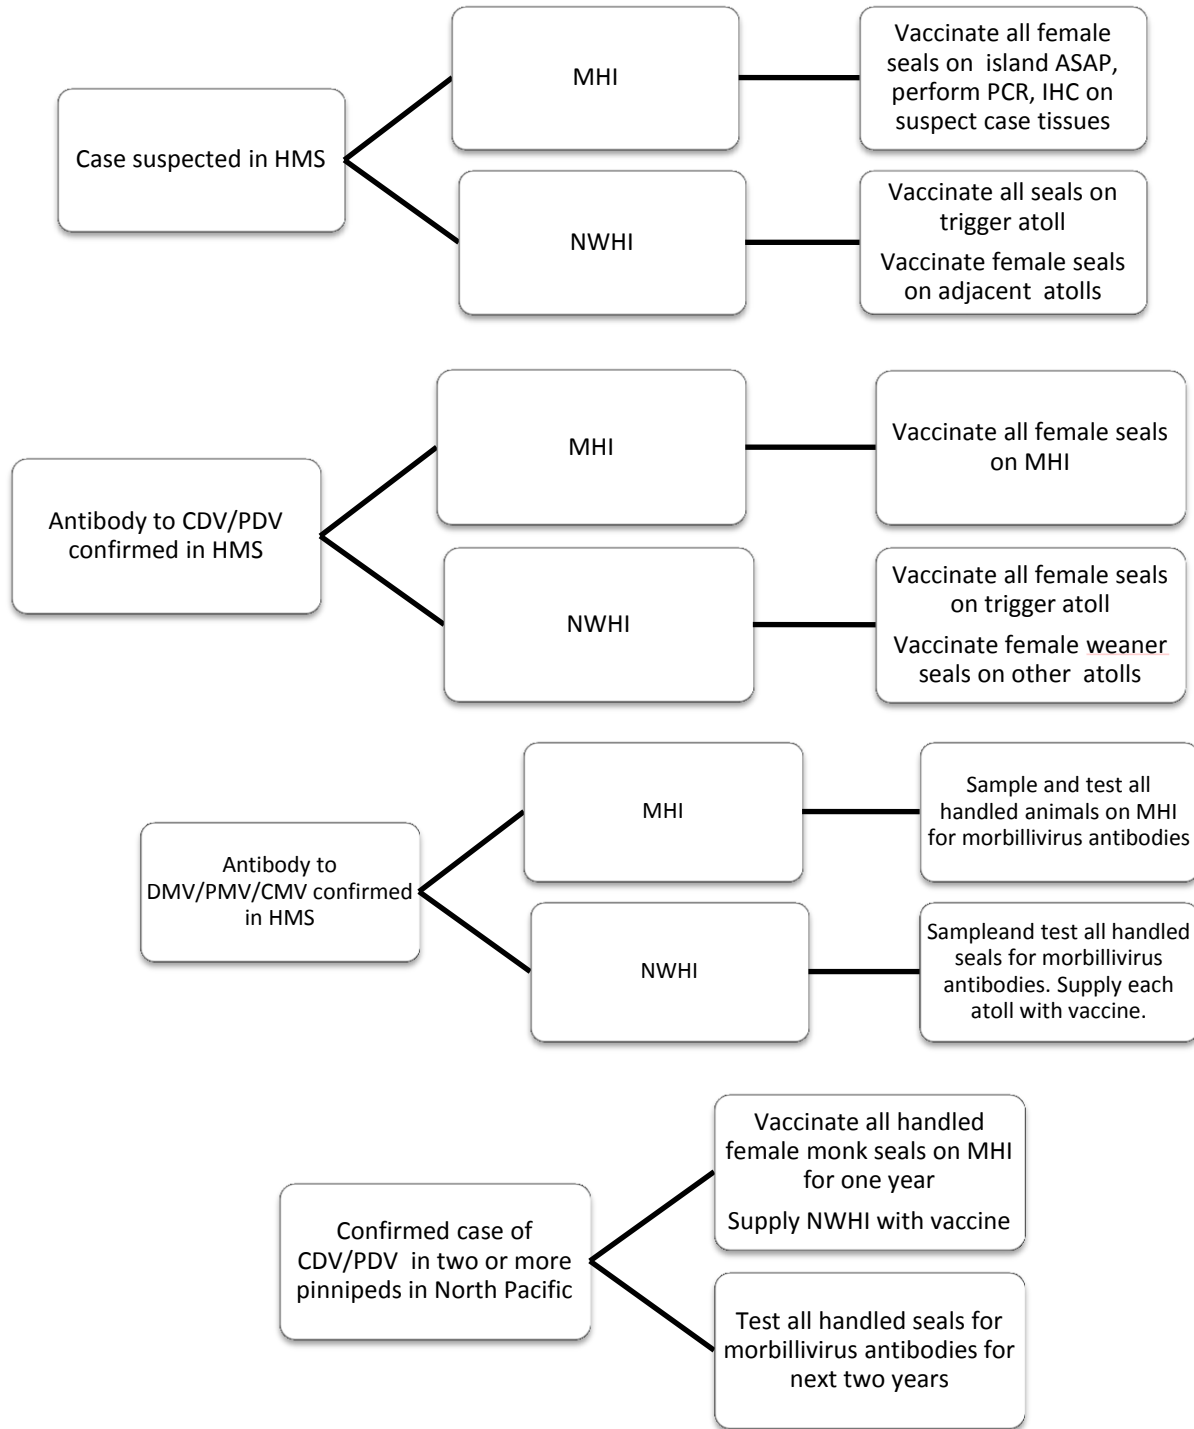 Case suspected in HMS
MHI
Vaccinate all female
seals on island ASAP,
perform PCR, IHC on
suspect case tissues
NWHI
Vaccinate all seals on
trigger atoll
Vaccinate female seals
on adjacent atolls
Antibody to CDV/PDV
confirmed in HMS
MHI
Vaccinate all female seals
on MHI
NWHI
Vaccinate all female seals
on trigger atoll
Vaccinate female weaner
seals on other atolls
Antibody to
DMV/PMV/CMV confirmed
in HMS
MHI
Sample and test all
handled animals on MHI
for morbillivirus antibodies
NWHI
Sampleand test all handled
seals for morbillivirus
antibodies. Supply each
atoll with vaccine.
Confirmed case of
CDV/PDV in two or more
pinnipeds in North Pacific
Vaccinate all handled
female monk seals on MHI
for one year
Supply NWHI with vaccine
Test all handled seals for
morbillivirus antibodies for
next two years